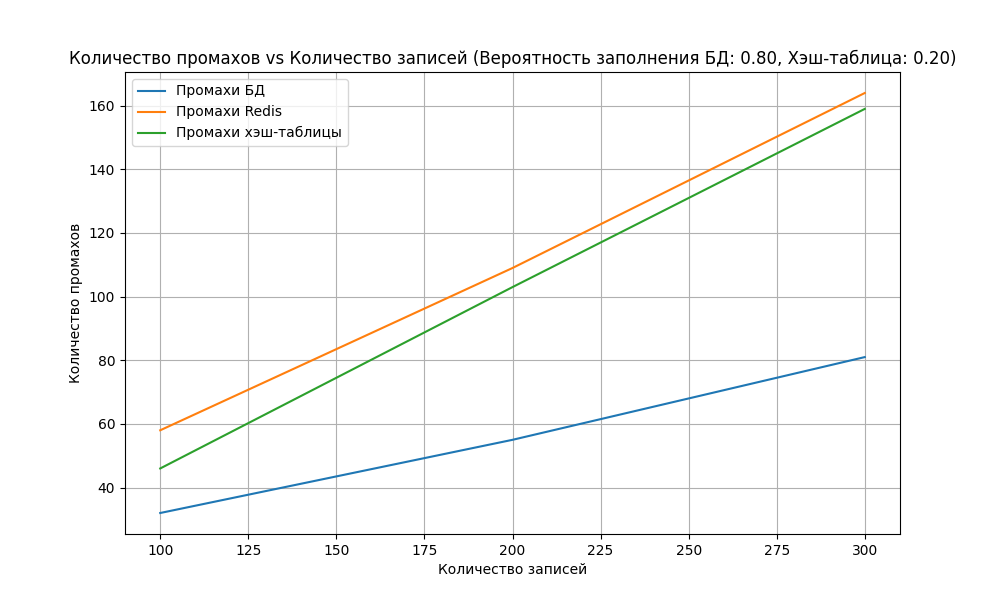 Количество промахов vs Количество записей (Вероятность заполнения БД: 0.80, Хэш-таблица: 0.20)
Промахи БД
Промахи Redis
Промахи хэш-таблицы
160
140
120
100
80
60
40
Количество промахов
100 125 150 175 200 225 250 275 300
Количество записей